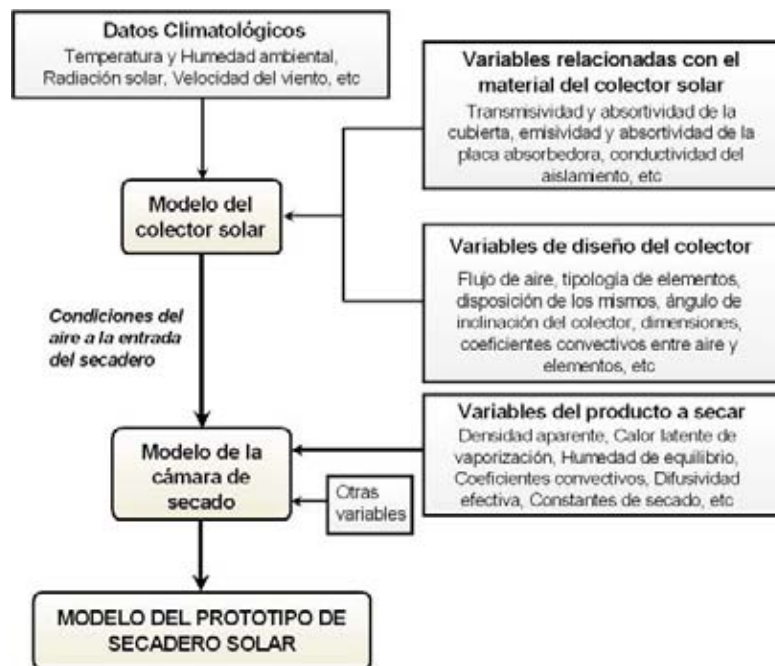 Datos Climatológicos
Temperatura y Humedad ambiental,
Radiación solar, Velocidad del viento, etc
Variables relacionadas con el
material del colector solar
Transmisividad y absortividad de la
cubierta, emisividad y absortividad de la
placa absorbedora, conductividad del
aislamiento, etc
Modelo del
colector solar
Variables de diseño del colector
Flujo de aire, tipología de elementos,
disposición de los mismos, ángulo de
inclinación del colector, dimensiones,
coeficientes convectivos entre aire y
elementos, etc
Condiciones del
aire a la entrada
del secadero
Variables del producto a secar
Densidad aparente, Calor latente de
vaporización, Humedad de equilibrio,
Coeficientes convectivos, Difusividad
efectiva, Constantes de secado, etc
Modelo de la
cámara de
secado
Otras
variables
MODELO DEL PROTOTIPO DE
SECADERO SOLAR